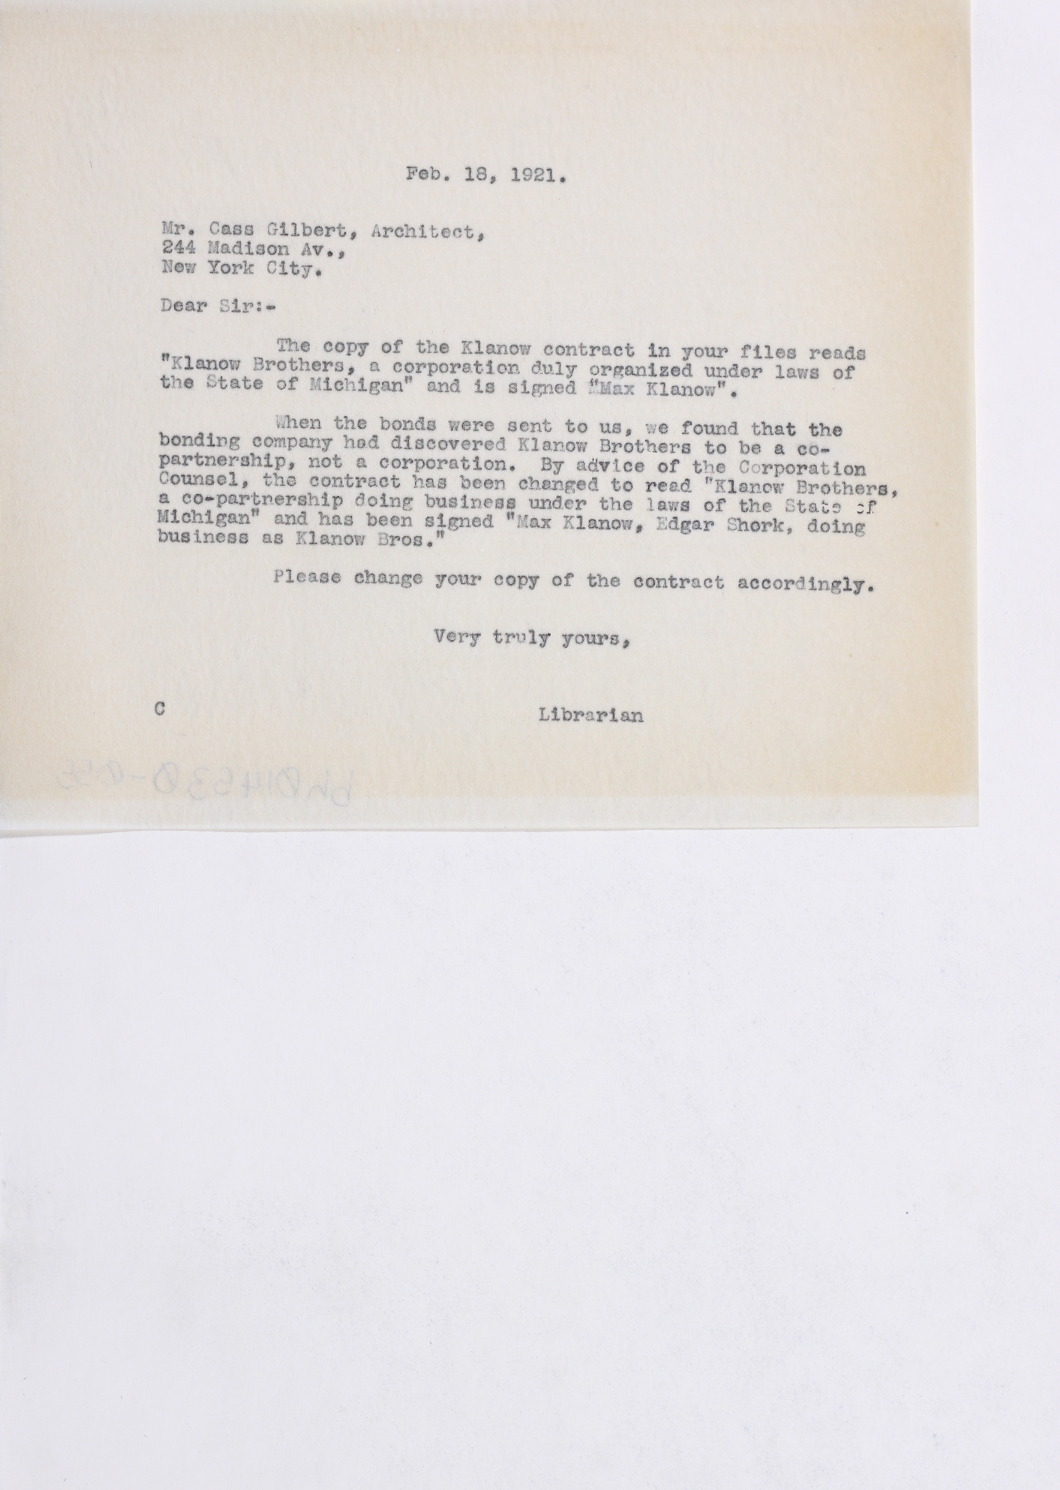 Feb. 18, 1921.
Mr. Cass Gilbert, Architect,
244 Madison Av.,
New York City.
Dear Sir:-
The copy of the Klanow contract in your files reads
"Klanow Brothers, a corporation duly organized under laws of
the State of Michigan" and is signed "Max Klanow".
When the bonds were sent to us, we found that the
bonding company had discovered Klanow Brothers to be a co-
partnership, not a corporation. By advice of the Corporation
Counsel, the contract has been changed to read "Klanow Brothers,
a co-partnership doing business under the laws of the State of
Michigan" and has been signed "Max Klanow, Edgar Shork, doing
business as Klanow Bros."
Please change your copy of the contract accordingly.
Very truly yours,
C Librarian